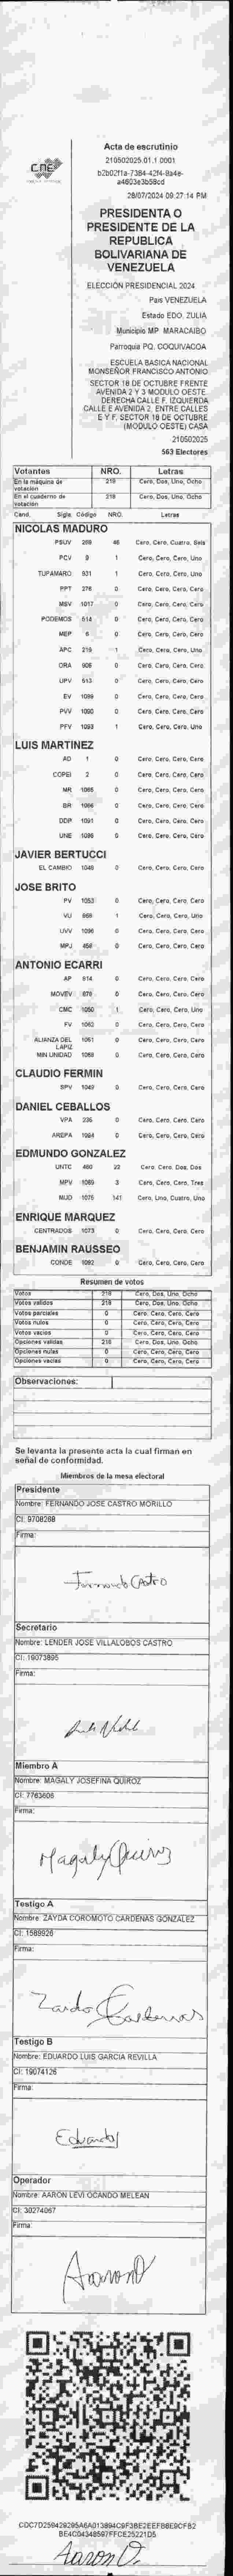 CNE
Acta de escrutinio
210502025.01.1.0001
b2b02f1a-7384-42f4-9a4e-
a4603e3b58cd
28/07/2024 09:27:14 PM
PRESIDENTA O
PRESIDENTE DE LA
REPUBLICA
BOLIVARIANA DE
VENEZUELA
ELECCIÓN PRESIDENCIAL 2024
País VENEZUELA
Estado EDO. ZULIA
Municipio MP. MARACAIBO
Parroquia PQ. COQUIVACOA
ESCUELA BASICA NACIONAL
MONSEÑOR FRANCISCO ANTONIO
SECTOR 18 DE OCTUBRE FRENTE
AVENIDA 2 Y 3 MODULO OESTE.
DERECHA CALLE F. IZQUIERDA
CALLE E AVENIDA 2. ENTRE CALLES
E Y F. SECTOR 18 DE OCTUBRE
(MODULO OESTE) CASA
210502025
563 Electores
Votantes NRO. Letras
En la máquina de votación 218 Cero, Dos, Uno, Ocho
En el cuaderno de votación 218 Cero, Dos, Uno, Ocho
Cand. Sigla Código NRO. Letras
NICOLAS MADURO
PSUV 259 46 Cero, Cero, Cuatro, Seis
PCV 9 1 Cero, Cero, Cero, Uno
TUPAMARO 931 1 Cero, Cero, Cero, Uno
PPT 276 0 Cero, Cero, Cero, Cero
MSV 1017 0 Cero, Cero, Cero, Cero
PODEMOS 614 0 Cero, Cero, Cero, Cero
MEP 6 0 Cero, Cero, Cero, Cero
APC 219 1 Cero, Cero, Cero, Uno
ORA 906 0 Cero, Cero, Cero, Cero
UPV 513 0 Cero, Cero, Cero, Cero
EV 1089 0 Cero, Cero, Cero, Cero
PVV 1090 0 Cero, Cero, Cero, Cero
PFV 1093 1 Cero, Cero, Cero, Uno
LUIS MARTINEZ
AD 1 0 Cero, Cero, Cero, Cero
COPEI 2 0 Cero, Cero, Cero, Cero
MR 1065 0 Cero, Cero, Cero, Cero
BR 1066 0 Cero, Cero, Cero, Cero
DDP 1091 0 Cero, Cero, Cero, Cero
UNE 1096 0 Cero, Cero, Cero, Cero
JAVIER BERTUCCI
EL CAMBIO 1048 0 Cero, Cero, Cero, Cero
JOSE BRITO
PV 1053 0 Cero, Cero, Cero, Cero
VU 868 1 Cero, Cero, Cero, Uno
UVV 1036 0 Cero, Cero, Cero, Cero
MPJ 456 0 Cero, Cero, Cero, Cero
ANTONIO ECARRI
AP 814 0 Cero, Cero, Cero, Cero
MOVEV 879 0 Cero, Cero, Cero, Cero
CMC 1050 1 Cero, Cero, Cero, Uno
FV 1062 0 Cero, Cero, Cero, Cero
ALIANZA DEL LAPIZ 1061 0 Cero, Cero, Cero, Cero
MIN UNIDAD 1069 0 Cero, Cero, Cero, Cero
CLAUDIO FERMIN
SPV 1042 0 Cero, Cero, Cero, Cero
DANIEL CEBALLOS
VPA 235 0 Cero, Cero, Cero, Cero
AREPA 1064 0 Cero, Cero, Cero, Cero
EDMUNDO GONZALEZ
UNTC 480 22 Cero, Cero, Dos, Dos
MPV 1069 3 Cero, Cero, Cero, Tres
MUD 1075 141 Cero, Uno, Cuatro, Uno
ENRIQUE MARQUEZ
CENTRADOS 1073 0 Cero, Cero, Cero, Cero
BENJAMIN RAUSSEO
CONDE 1092 0 Cero, Cero, Cero, Cero
Resumen de votos
Votos 218 Cero, Dos, Uno, Ocho
Votos válidos 218 Cero, Dos, Uno, Ocho
Votos parciales 0 Cero, Cero, Cero, Cero
Votos nulos 0 Cero, Cero, Cero, Cero
Votos vacíos 0 Cero, Cero, Cero, Cero
Opciones válidas 218 Cero, Dos, Uno, Ocho
Opciones nulas 0 Cero, Cero, Cero, Cero
Opciones vacías 0 Cero, Cero, Cero, Cero
Observaciones:
Se levanta la presente acta la cual firman en
señal de conformidad.
Miembros de la mesa electoral
Presidente
Nombre: FERNANDO JOSE CASTRO MORILLO
CI: 9708268
Firma:
Fernando Castro
Secretario
Nombre: LENDER JOSE VILLALOBOS CASTRO
CI: 19073895
Firma:
Miembro A
Nombre: MAGALY JOSEFINA QUIROZ
CI: 7763606
Firma:
Magaly Quiroz
Testigo A
Nombre: ZAYDA COROMOTO CARDENAS GONZALEZ
CI: 1589926
Firma:
Zaida Cardenas
Testigo B
Nombre: EDUARDO LUIS GARCIA REVILLA
CI: 19074126
Firma:
Eduardo
Operador
Nombre: AARON LEVI OCANDO MELEAN
CI: 30274067
Firma:
Aaron O
Aaron O.